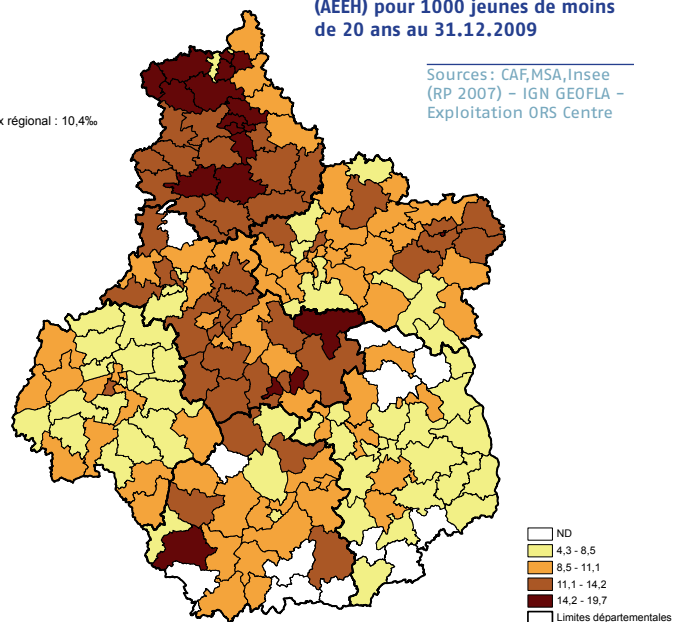 (AEEH) pour 1000 jeunes de moins
de 20 ans au 31.12.2009
Sources: CAF,MSA,Insee
(RP 2007) – IGN GEOFLA –
Exploitation ORS Centre
x régional : 10,4‰
ND
4,3 - 8,5
8,5 - 11,1
11,1 - 14,2
14,2 - 19,7
Limites départementales